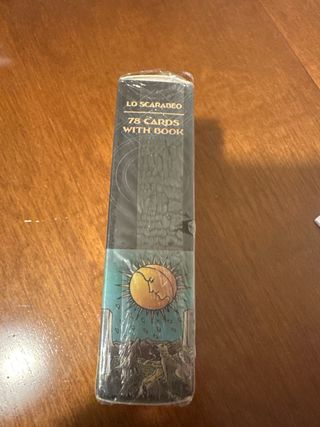 LO SCARABEO
78 CARDS
WITH BOOK